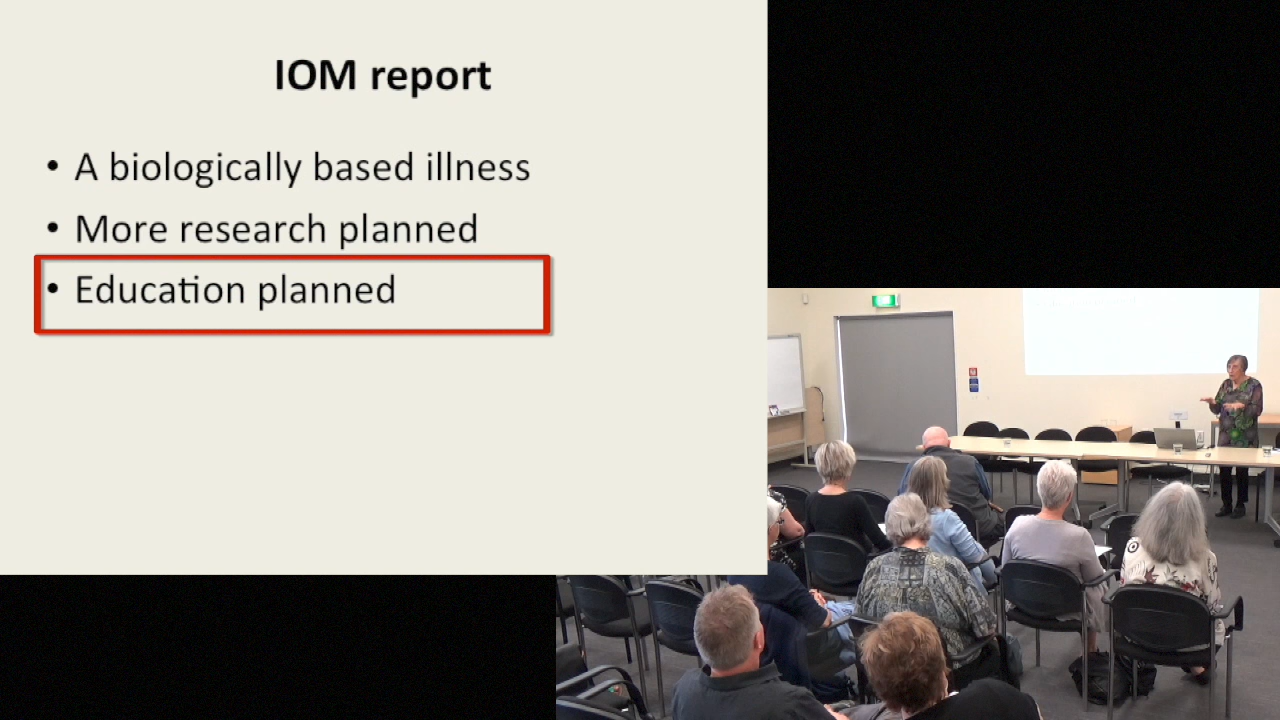 IOM report
• A biologically based illness
• More research planned
• Education planned